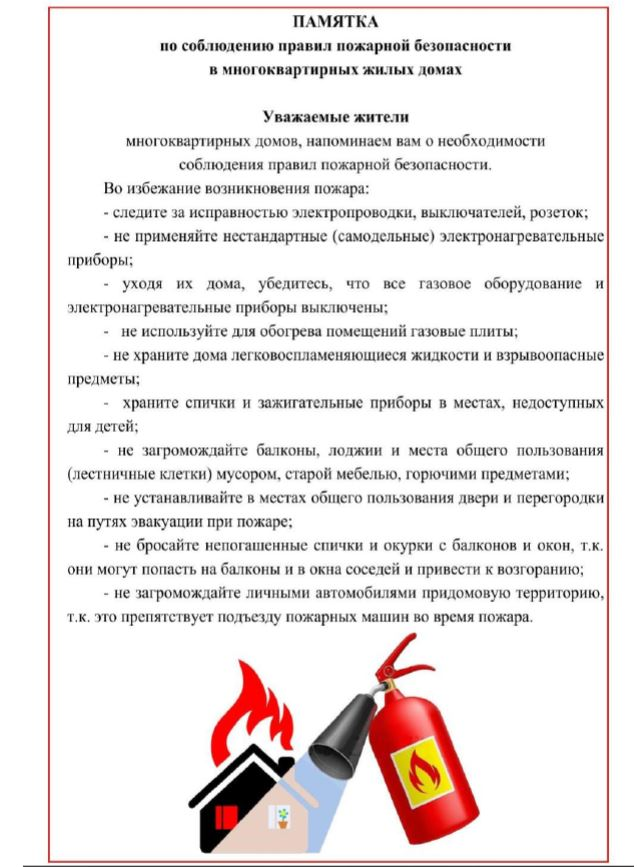 ПАМЯТКА
по соблюдению правил пожарной безопасности
в многоквартирных жилых домах
Уважаемые жители
многоквартирных домов, напоминаем вам о необходимости
соблюдения правил пожарной безопасности.
Во избежание возникновения пожара:
- следите за исправностью электропроводки, выключателей, розеток;
- не применяйте нестандартные (самодельные) электронагревательные
приборы;
- уходя их дома, убедитесь, что все газовое оборудование и
электронагревательные приборы выключены;
- не используйте для обогрева помещений газовые плиты;
- не храните дома легковоспламеняющиеся жидкости и взрывоопасные
предметы;
- храните спички и зажигательные приборы в местах, недоступных
для детей;
- не загромождайте балконы, лоджии и места общего пользования
(лестничные клетки) мусором, старой мебелью, горючими предметами;
- не устанавливайте в местах общего пользования двери и перегородки
на путях эвакуации при пожаре;
- не бросайте непогашенные спички и окурки с балконов и окон, т.к.
они могут попасть на балконы и в окна соседей и привести к возгоранию;
- не загромождайте личными автомобилями придомовую территорию,
т.к. это препятствует подъезду пожарных машин во время пожара.